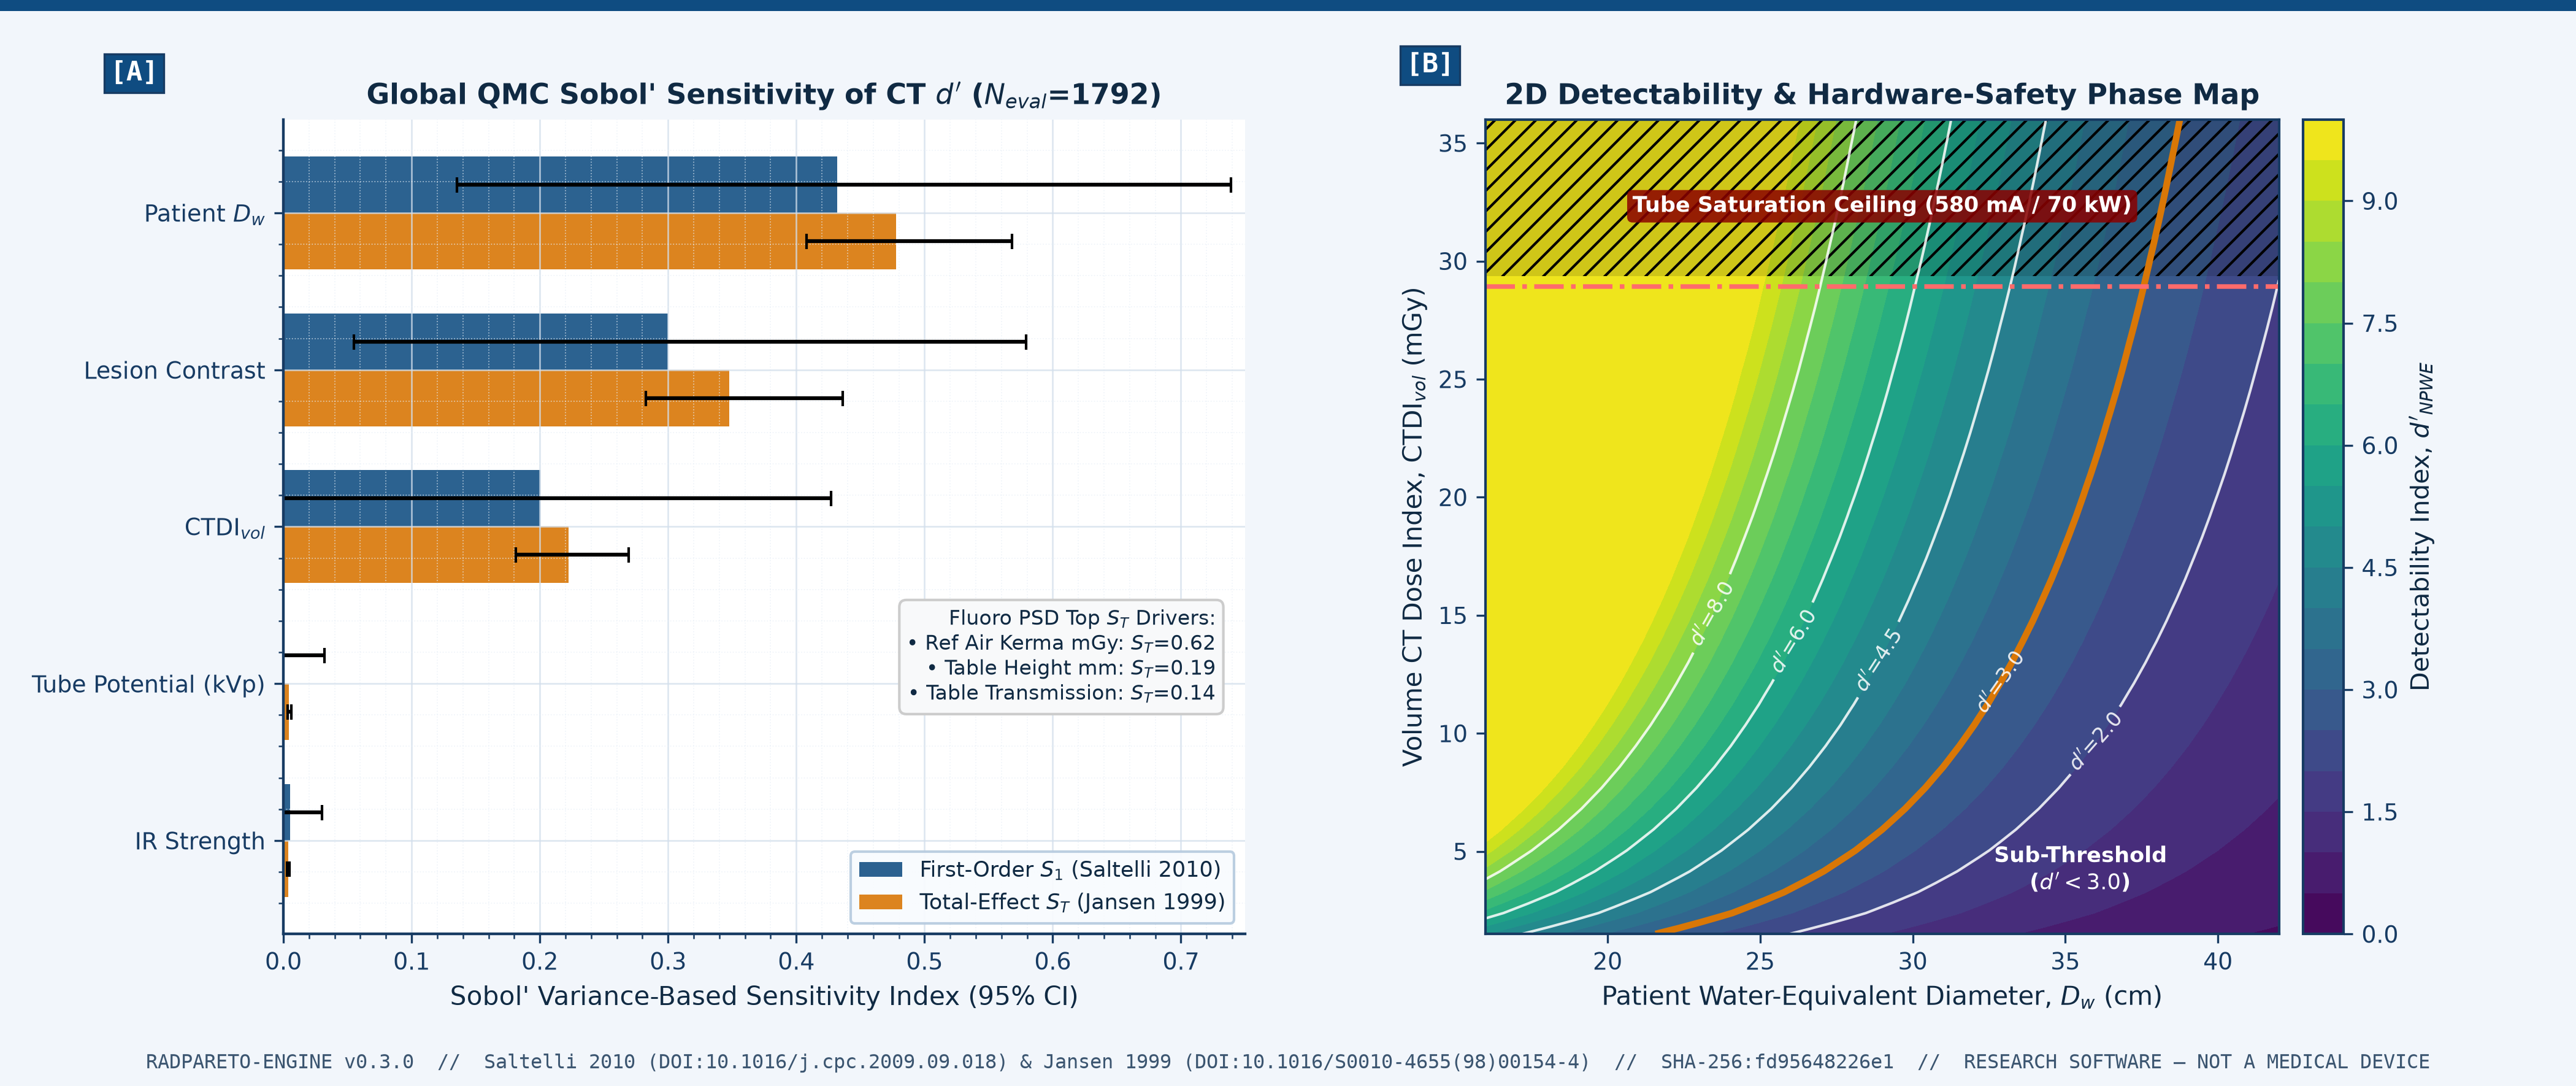 [A]
Global QMC Sobol' Sensitivity of CT d′ (N_eval=1792)
Patient D_w
Lesion Contrast
CTDI_vol
Tube Potential (kVp)
IR Strength
Fluoro PSD Top S_T Drivers:
• Ref Air Kerma mGy: S_T=0.62
• Table Height mm: S_T=0.19
• Table Transmission: S_T=0.14
First-Order S_1 (Saltelli 2010)
Total-Effect S_T (Jansen 1999)
0.0 0.1 0.2 0.3 0.4 0.5 0.6 0.7
Sobol' Variance-Based Sensitivity Index (95% CI)
[B]
2D Detectability & Hardware-Safety Phase Map
Volume CT Dose Index, CTDI_vol (mGy)
35
30
25
20
15
10
5
Tube Saturation Ceiling (580 mA / 70 kW)
d′=8.0
d′=6.0
d′=4.5
d′=3.0
d′=2.0
Sub-Threshold
(d′ < 3.0)
20 25 30 35 40
Patient Water-Equivalent Diameter, D_w (cm)
9.0
7.5
6.0
4.5
3.0
1.5
0.0
Detectability Index, d′_NPWE
RADPARETO-ENGINE v0.3.0 // Saltelli 2010 (DOI:10.1016/j.cpc.2009.09.018) & Jansen 1999 (DOI:10.1016/S0010-4655(98)00154-4) // SHA-256:fd95648226e1 // RESEARCH SOFTWARE — NOT A MEDICAL DEVICE